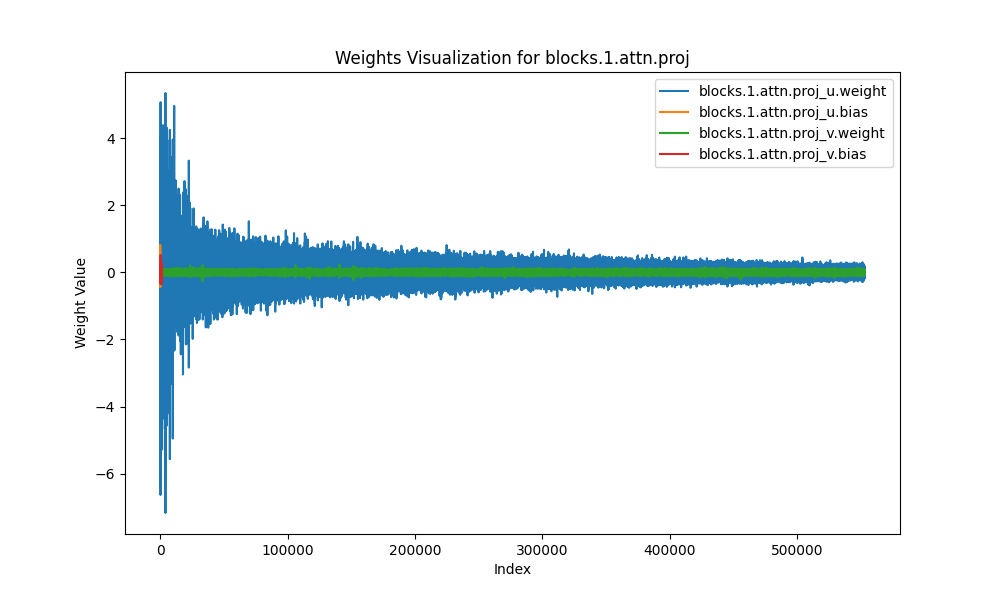 Weights Visualization for blocks.1.attn.proj
blocks.1.attn.proj_u.weight
blocks.1.attn.proj_u.bias
blocks.1.attn.proj_v.weight
blocks.1.attn.proj_v.bias
4
2
0
−2
−4
−6
Weight Value
0
100000
200000
300000
400000
500000
Index